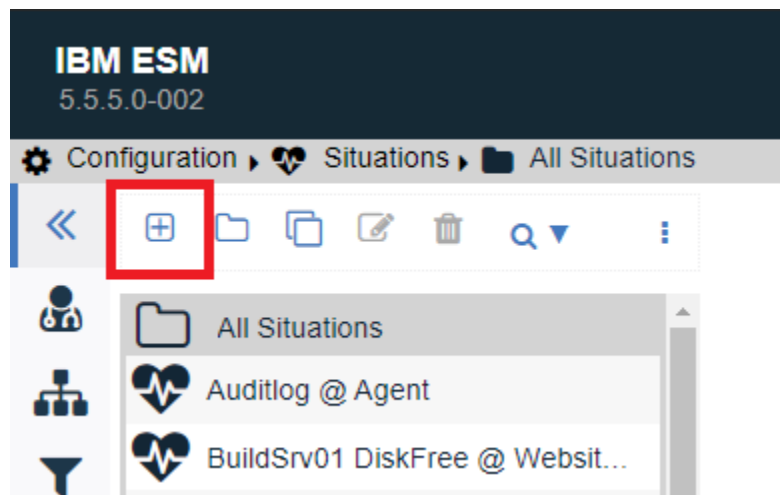 IBM ESM
5.5.5.0-002
Configuration Situations All Situations
All Situations
Auditlog @ Agent
BuildSrv01 DiskFree @ Websit...